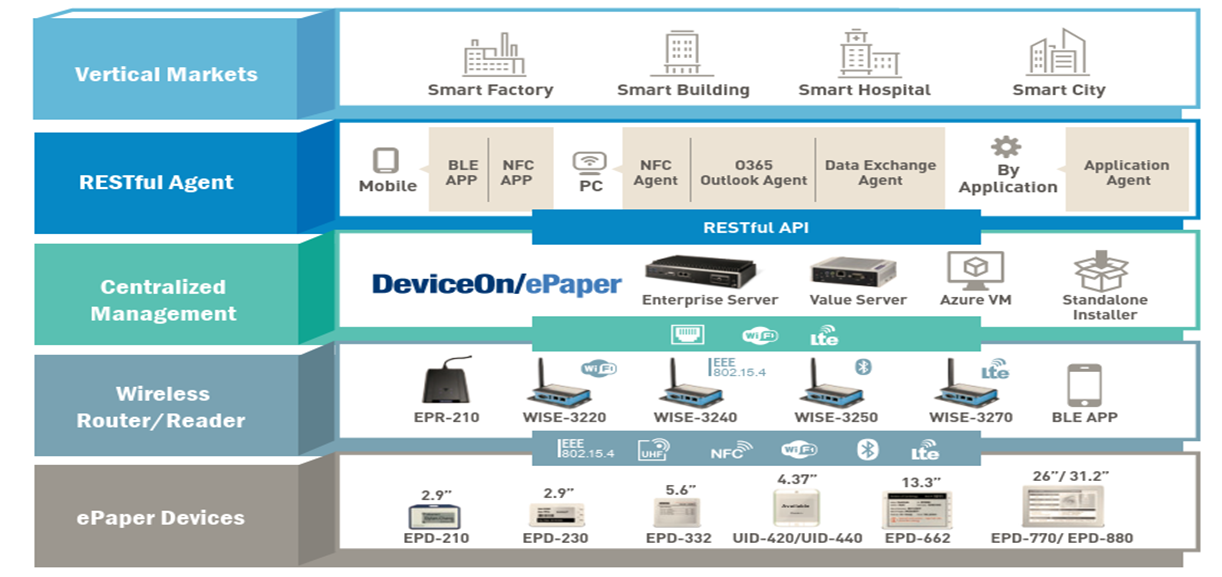 Vertical Markets
Smart Factory
Smart Building
Smart Hospital
Smart City
RESTful Agent
Mobile
BLE
APP
NFC
APP
PC
NFC
Agent
O365
Outlook Agent
Data Exchange
Agent
By
Application
Application
Agent
RESTful API
Centralized
Management
DeviceOn/ePaper
Enterprise Server
Value Server
Azure VM
Standalone
Installer
WiFi
Lte
Wireless
Router/Reader
EPR-210
WiFi
WISE-3220
IEEE
802.15.4
WISE-3240
WISE-3250
Lte
WISE-3270
BLE APP
IEEE
802.15.4
UHF
NFC
WiFi
Lte
ePaper Devices
2.9”
EPD-210
2.9”
EPD-230
5.6”
EPD-332
4.37”
Available
UID-420/UID-440
13.3”
EPD-662
26”/ 31.2”
EPD-770/ EPD-880